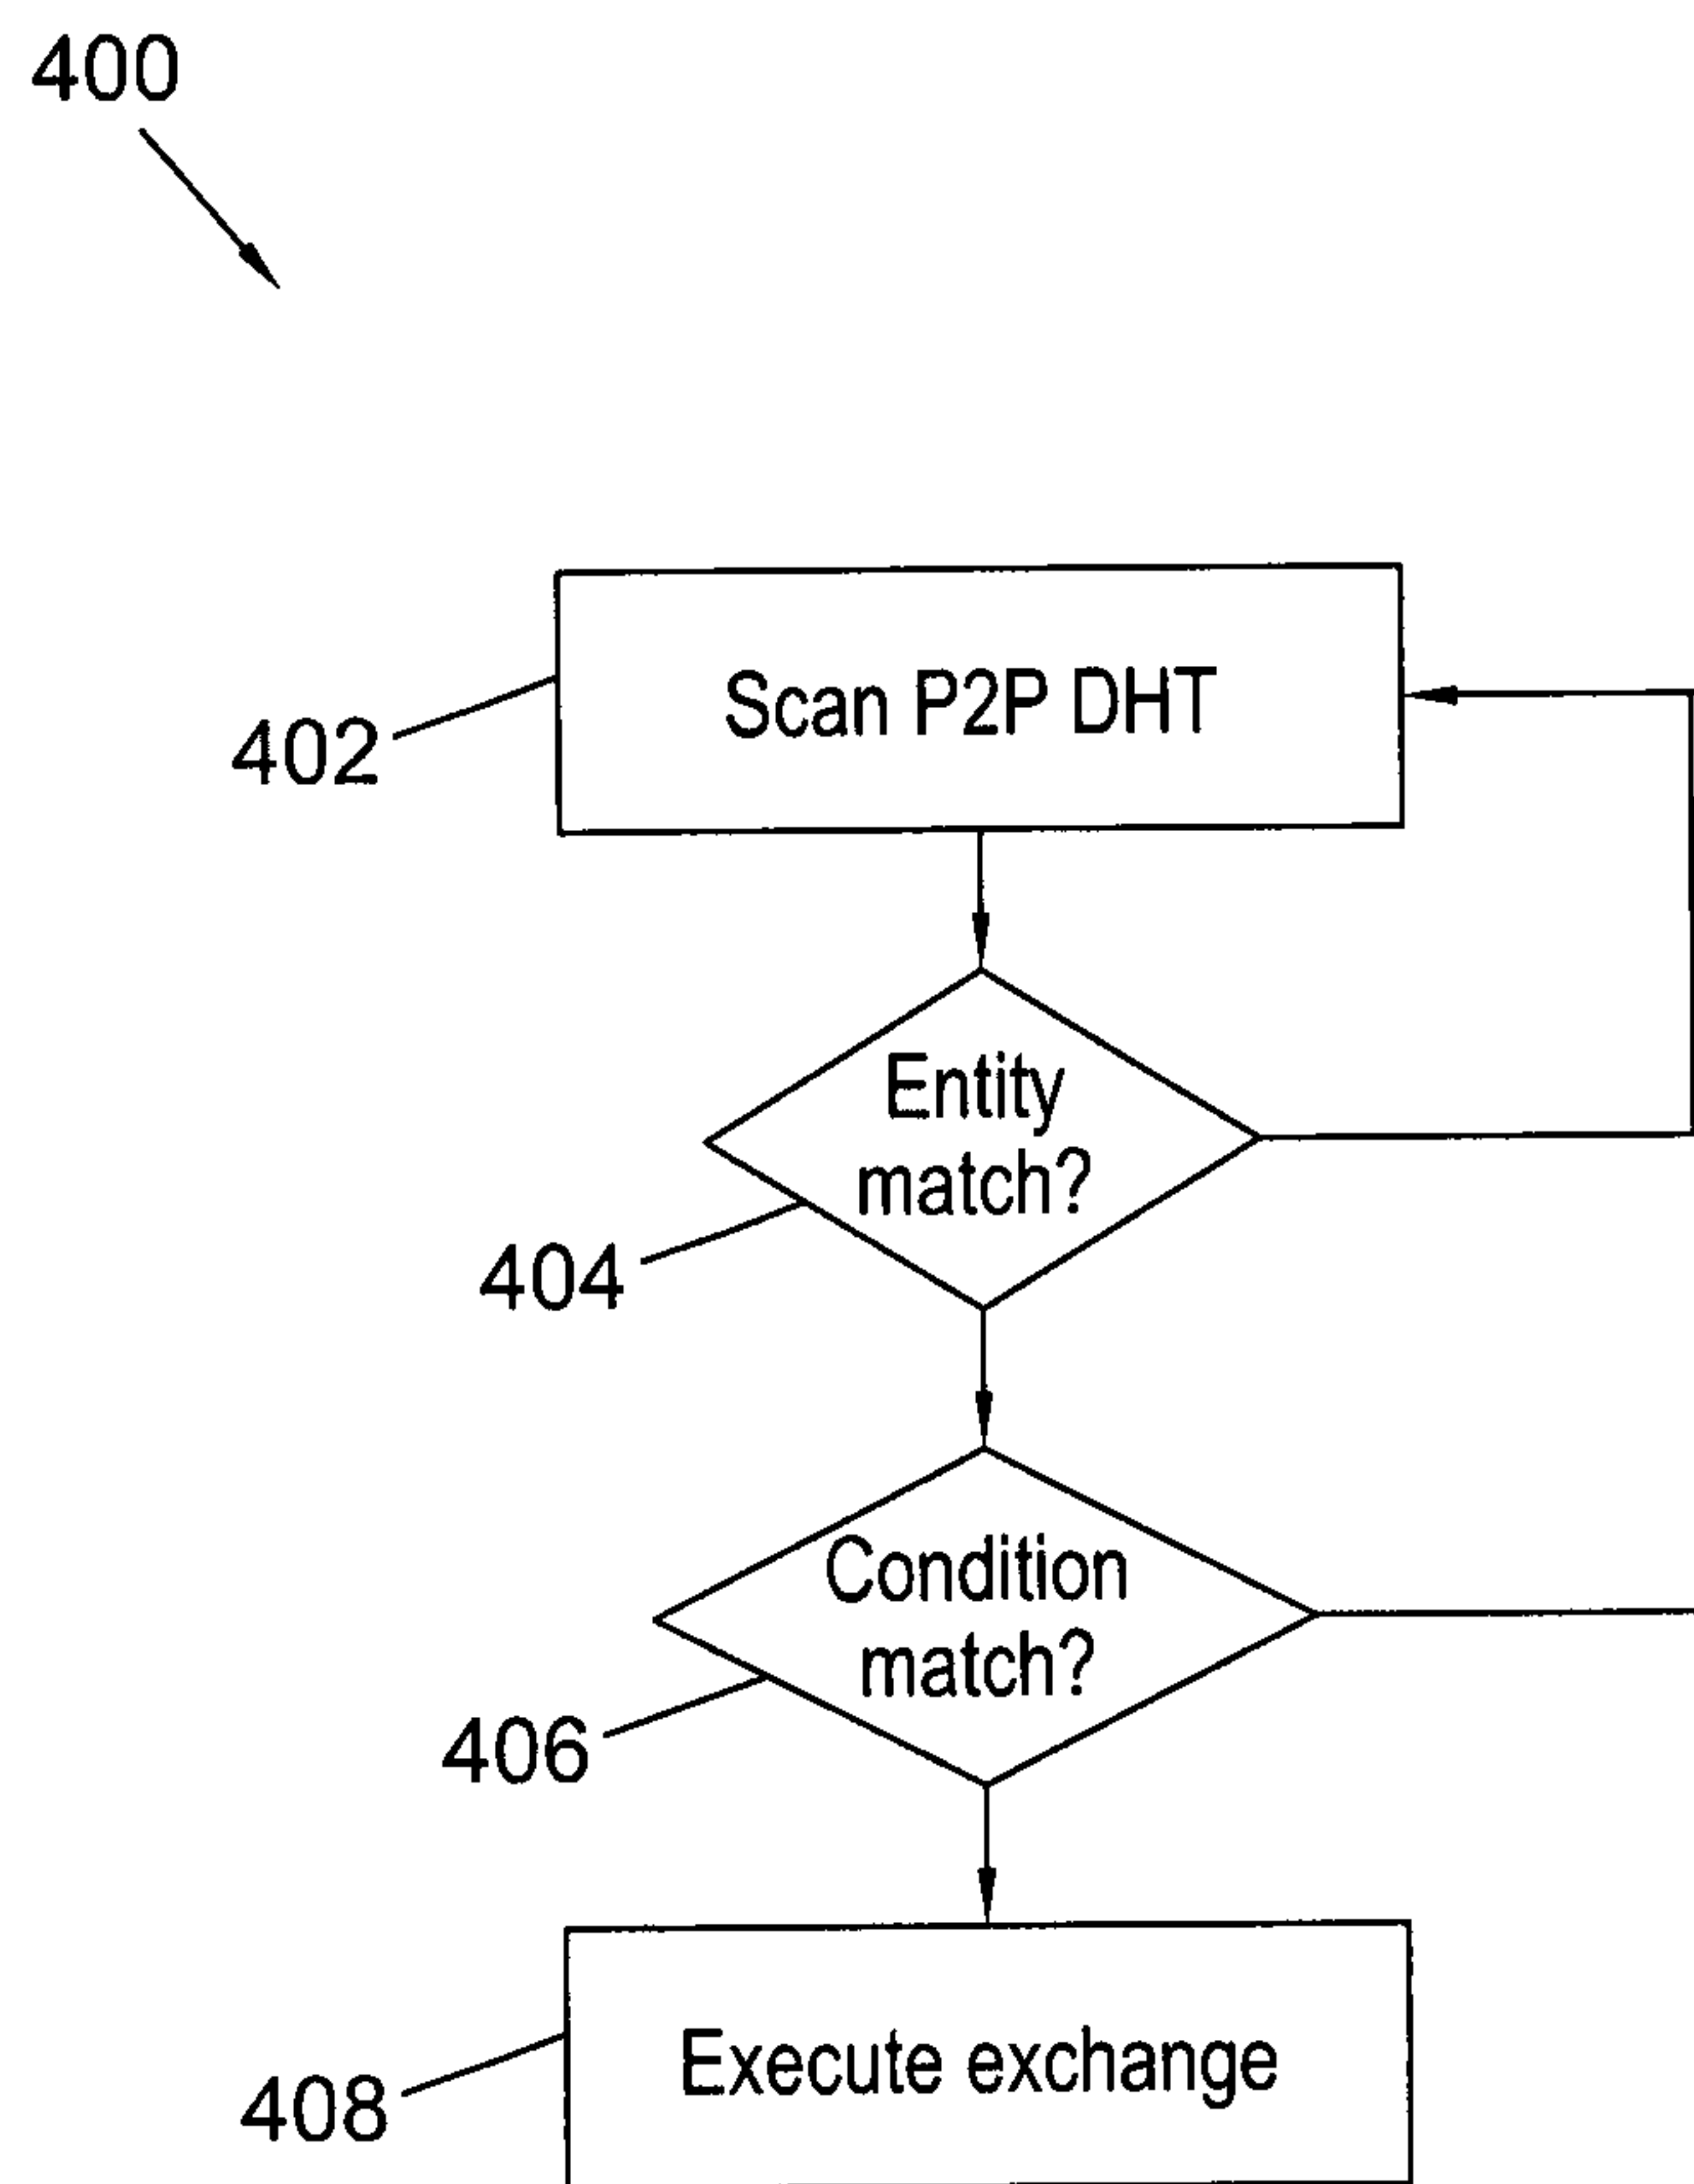 400
Scan P2P DHT
402
Entity
match?
404
Condition
match?
406
Execute exchange
408